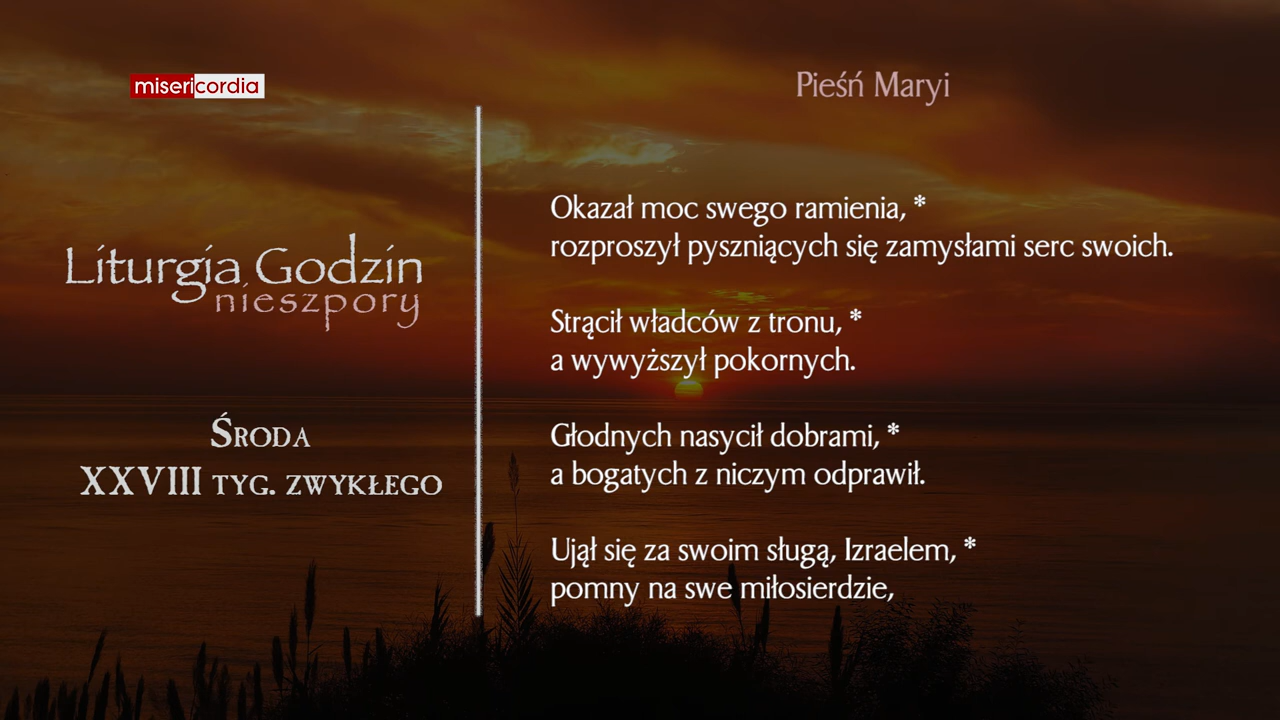 misericordia
Liturgia Godzin
nieszpory
Środa
XXVIII tyg. zwykłego
Pieśń Maryi
Okazał moc swego ramienia, *
rozproszył pyszniących się zamysłami serc swoich.
Strącił władców z tronu, *
a wywyższył pokornych.
Głodnych nasycił dobrami, *
a bogatych z niczym odprawił.
Ujął się za swoim sługą, Izraelem, *
pomny na swe miłosierdzie,